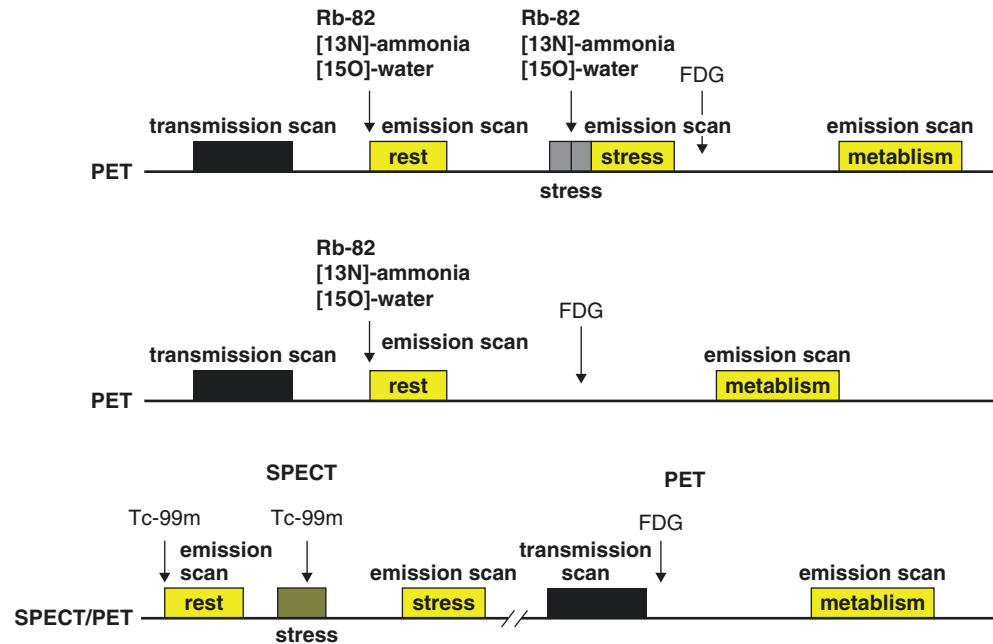 Rb-82
[13N]-ammonia
[15O]-water
Rb-82
[13N]-ammonia
[15O]-water
FDG
transmission scan
emission scan
emission scan
emission scan
PET
rest
stress
metablism
stress
Rb-82
[13N]-ammonia
[15O]-water
FDG
transmission scan
emission scan
emission scan
PET
rest
metablism
SPECT
PET
Tc-99m
Tc-99m
FDG
emission
scan
emission scan
transmission
scan
emission scan
SPECT/PET
rest
stress
stress
metablism